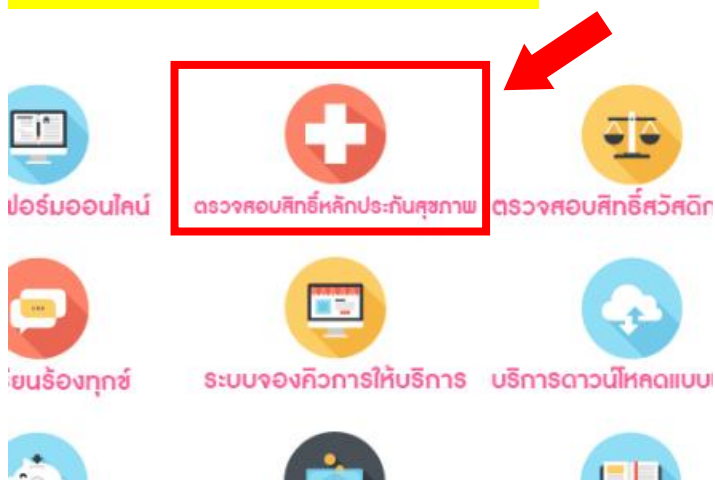 ฟอร์มออนไลน์ ตรวจสอบสิทธิ์หลักประกันสุขภาพ ตรวจสอบสิทธิ์สวัสดิก
ยนร้องทุกข์ ระบบจองคิวการให้บริการ บริการดาวน์โหลดแบบ